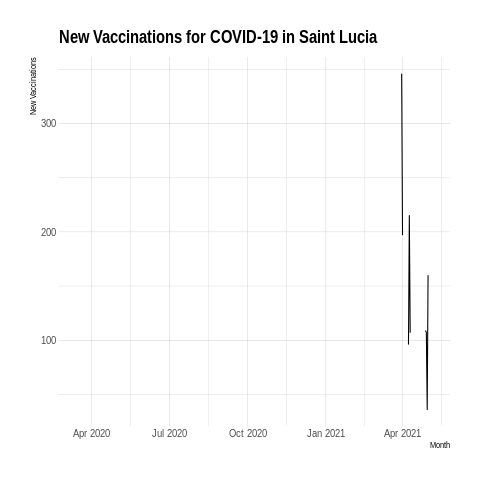 New Vaccinations for COVID-19 in Saint Lucia
New Vaccinations
300
200
100
Apr 2020 Jul 2020 Oct 2020 Jan 2021 Apr 2021
Month